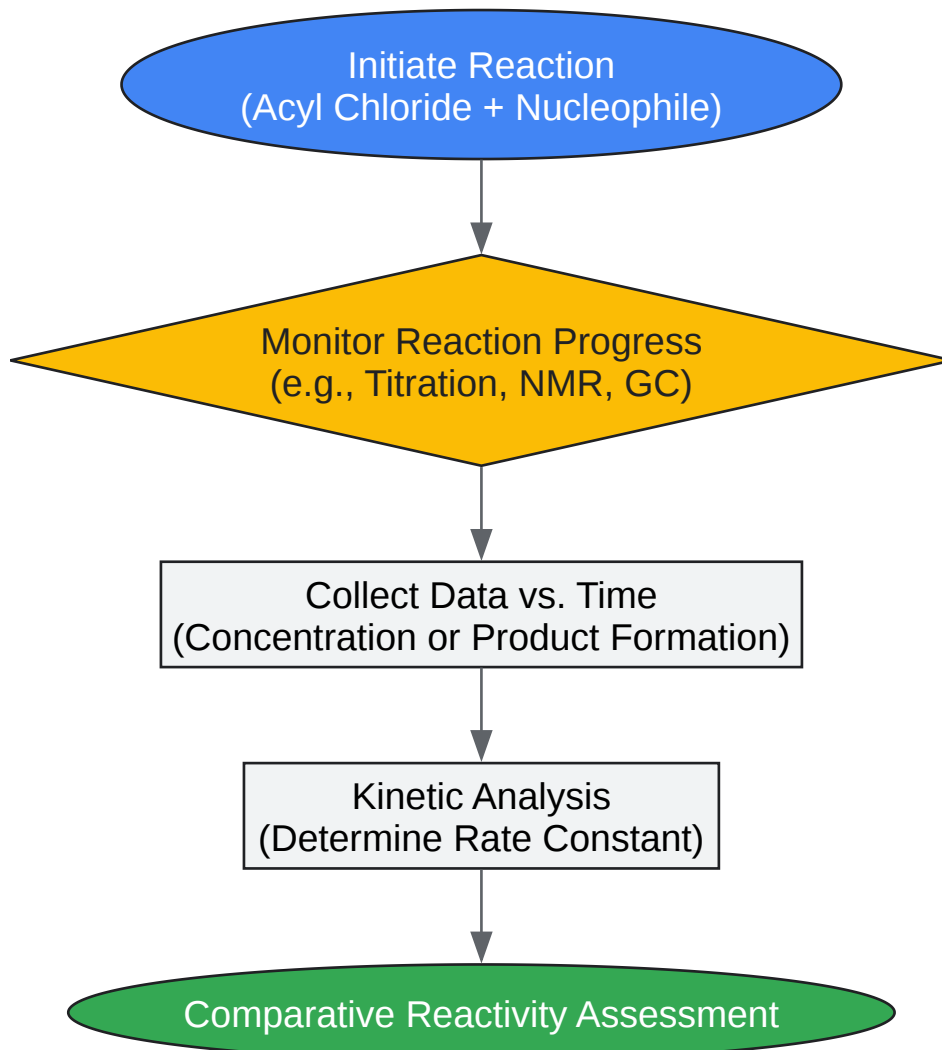 Initiate Reaction
(Acyl Chloride + Nucleophile)
Monitor Reaction Progress
(e.g., Titration, NMR, GC)
Collect Data vs. Time
(Concentration or Product Formation)
Kinetic Analysis
(Determine Rate Constant)
Comparative Reactivity Assessment